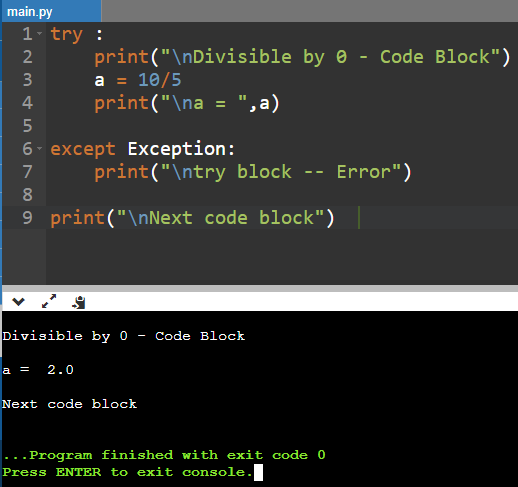 main.py
1 try :
2     print("\nDivisible by 0 - Code Block")
3     a = 10/5
4     print("\na = ",a)
5
6 except Exception:
7     print("\ntry block -- Error")
8
9 print("\nNext code block")
Divisible by 0 - Code Block
a =  2.0
Next code block
...Program finished with exit code 0
Press ENTER to exit console.